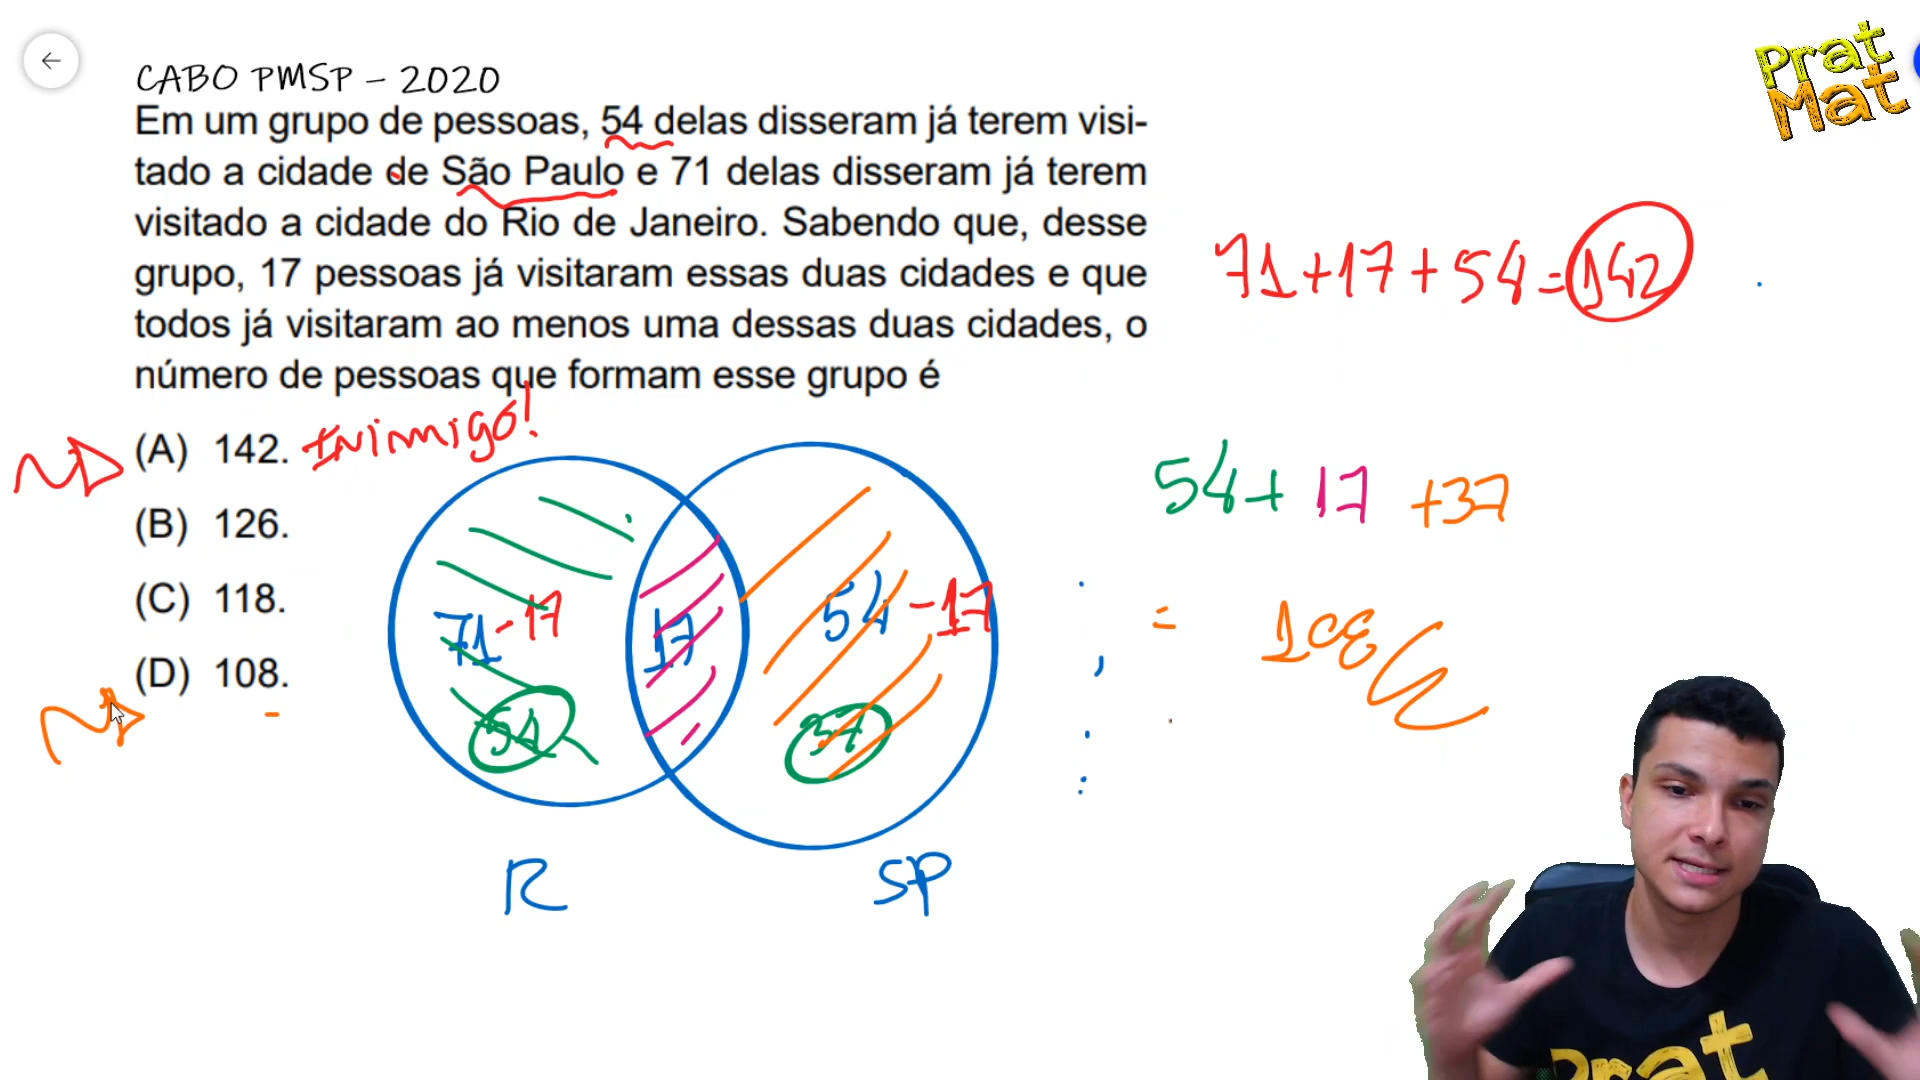 Prat
Mat
CABO PMSP – 2020
Em um grupo de pessoas, 54 delas disseram já terem visi-
tado a cidade de São Paulo e 71 delas disseram já terem
visitado a cidade do Rio de Janeiro. Sabendo que, desse
grupo, 17 pessoas já visitaram essas duas cidades e que
todos já visitaram ao menos uma dessas duas cidades, o
número de pessoas que formam esse grupo é
71+17+54=142
(A) 142. Inimigo!
(B) 126.
(C) 118.
(D) 108.
54+ 17 +37
= 108
71-17
17
54-17
54
37
R
SP
Prat